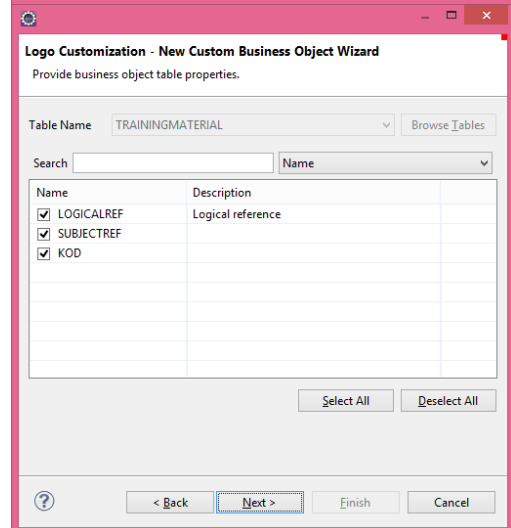 Logo Customization - New Custom Business Object Wizard
Provide business object table properties.
Table Name TRAININGMATERIAL Browse Tables
Search Name
Name Description
LOGICALREF Logical reference
SUBJECTREF
KOD
Select All Deselect All
? < Back Next > Finish Cancel